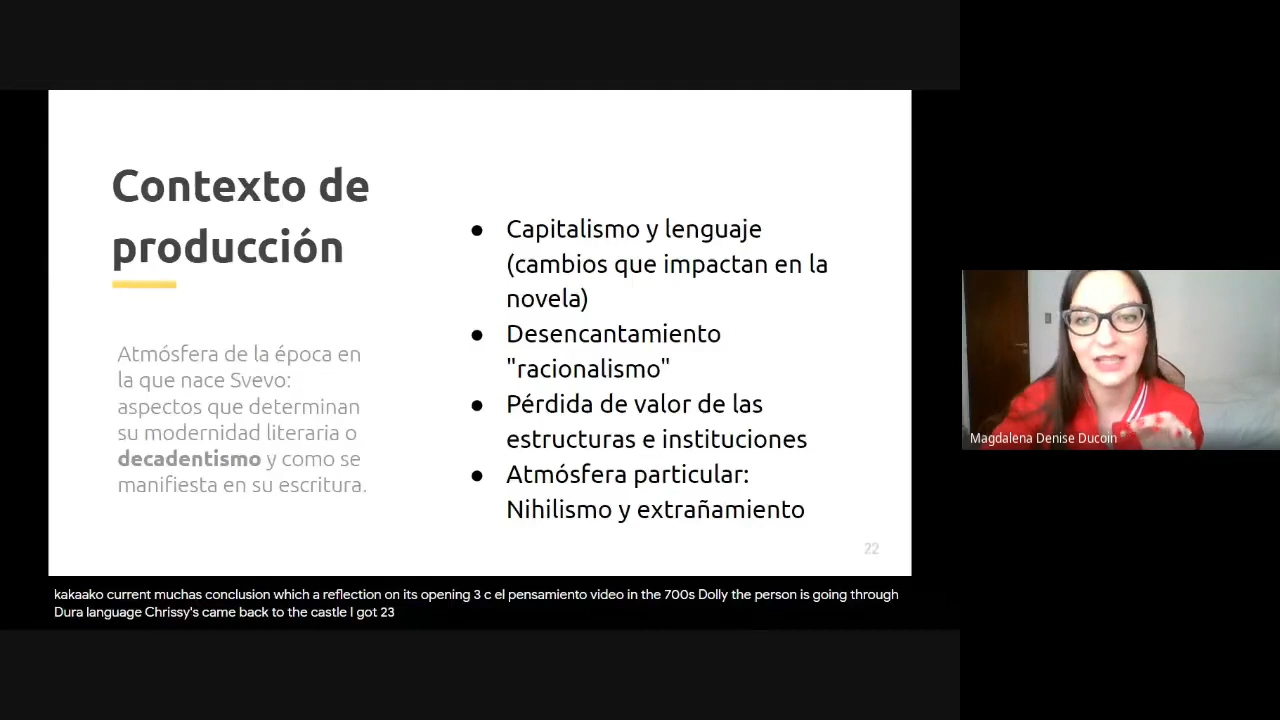 Contexto de
producción
Atmósfera de la época en
la que nace Svevo:
aspectos que determinan
su modernidad literaria o
decadentismo y como se
manifiesta en su escritura.
● Capitalismo y lenguaje
(cambios que impactan en la
novela)
● Desencantamiento
"racionalismo"
● Pérdida de valor de las
estructuras e instituciones
● Atmósfera particular:
Nihilismo y extrañamiento
22
Magdalena Denise Ducoin
kakaako current muchas conclusion which a reflection on its opening 3 c el pensamiento video in the 700s Dolly the person is going through
Dura language Chrissy's came back to the castle I got 23